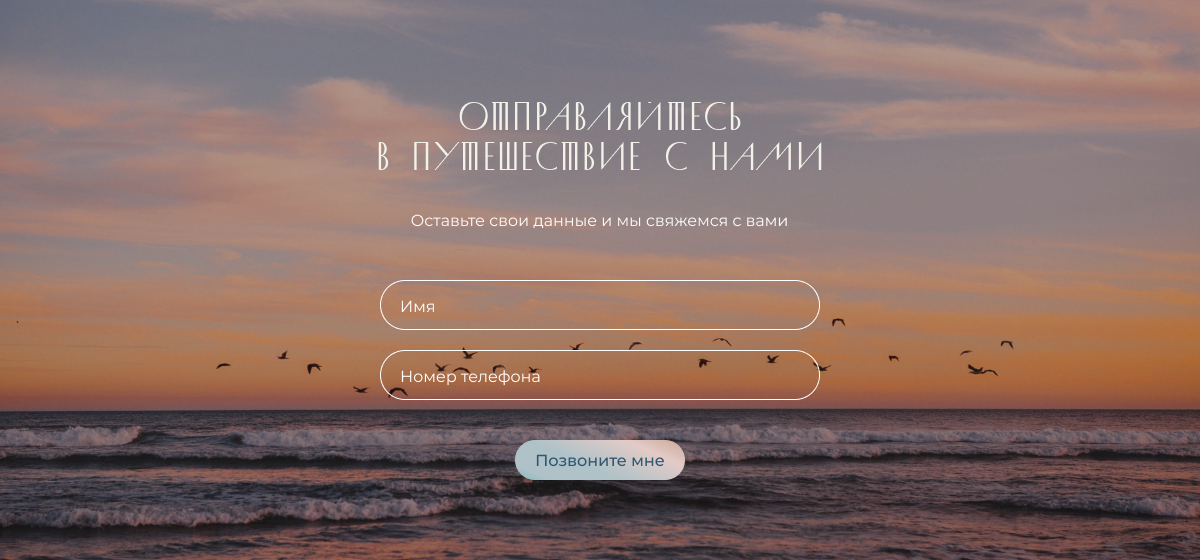 ОТПРАВЛЯЙТЕСЬ
В ПУТЕШЕСТВИЕ С НАМИ
Оставьте свои данные и мы свяжемся с вами
Имя
Номер телефона
Позвоните мне